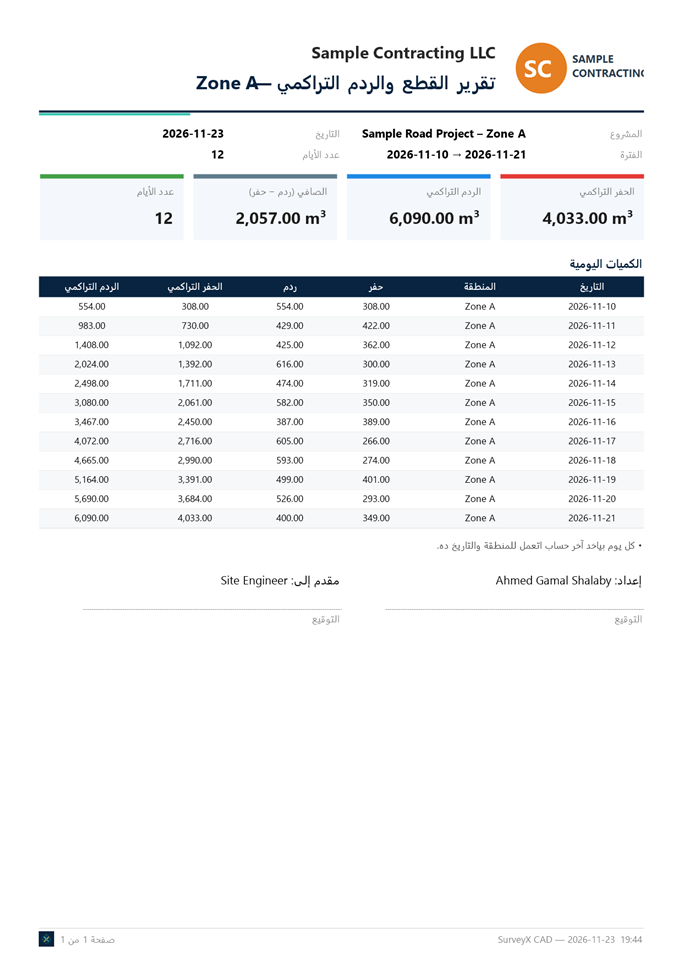 SAMPLE
CONTRACTING
SC
Sample Contracting LLC
تقرير القطع والردم التراكمي — Zone A
المشروع Sample Road Project – Zone A التاريخ 2026-11-23
الفترة 2026-11-10 → 2026-11-21 عدد الأيام 12
الحفر التراكمي الردم التراكمي الصافي (ردم − حفر) عدد الأيام
4,033.00 m³ 6,090.00 m³ 2,057.00 m³ 12
الكميات اليومية
التاريخ المنطقة حفر ردم الحفر التراكمي الردم التراكمي
2026-11-10 Zone A 308.00 554.00 308.00 554.00
2026-11-11 Zone A 422.00 429.00 730.00 983.00
2026-11-12 Zone A 362.00 425.00 1,092.00 1,408.00
2026-11-13 Zone A 300.00 616.00 1,392.00 2,024.00
2026-11-14 Zone A 319.00 474.00 1,711.00 2,498.00
2026-11-15 Zone A 350.00 582.00 2,061.00 3,080.00
2026-11-16 Zone A 389.00 387.00 2,450.00 3,467.00
2026-11-17 Zone A 266.00 605.00 2,716.00 4,072.00
2026-11-18 Zone A 274.00 593.00 2,990.00 4,665.00
2026-11-19 Zone A 401.00 499.00 3,391.00 5,164.00
2026-11-20 Zone A 293.00 526.00 3,684.00 5,690.00
2026-11-21 Zone A 349.00 400.00 4,033.00 6,090.00
• كل يوم بياخد آخر حساب اتعمل للمنطقة والتاريخ ده.
إعداد: Ahmed Gamal Shalaby مقدم إلى: Site Engineer
التوقيع التوقيع
SurveyX CAD — 2026-11-23 19:44 صفحة 1 من 1